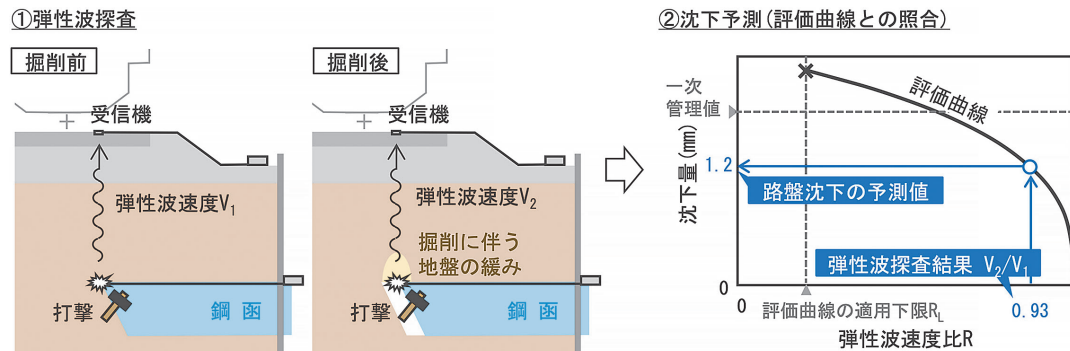 ①弾性波探査
掘削前
受信機
弾性波速度V1
打撃
鋼函
掘削後
受信機
弾性波速度V2
掘削に伴う
地盤の緩み
打撃
鋼函
②沈下予測(評価曲線との照合)
一次
管理値
評価曲線
沈下量(mm)
1.2
路盤沈下の予測値
弾性波探査結果 V2/V1
0
0
評価曲線の適用下限RL
0.93
弾性波速度比R